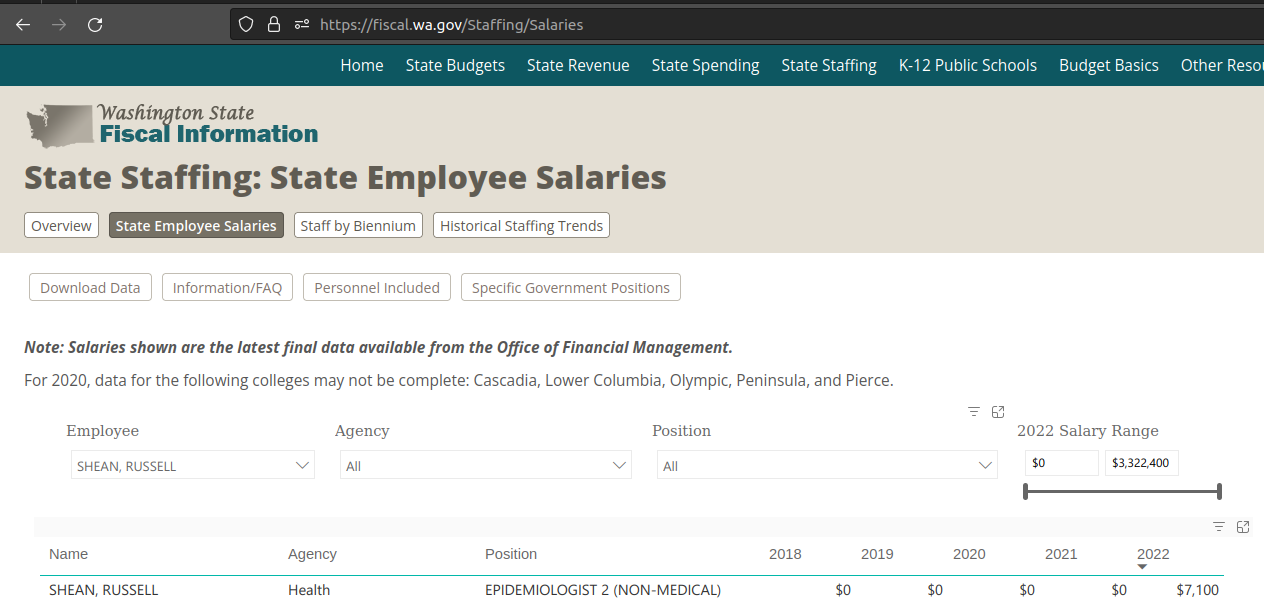 https://fiscal.wa.gov/Staffing/Salaries
Home State Budgets State Revenue State Spending State Staffing K-12 Public Schools Budget Basics Other Reso
Washington State
Fiscal Information
State Staffing: State Employee Salaries
Overview State Employee Salaries Staff by Biennium Historical Staffing Trends
Download Data Information/FAQ Personnel Included Specific Government Positions
Note: Salaries shown are the latest final data available from the Office of Financial Management.
For 2020, data for the following colleges may not be complete: Cascadia, Lower Columbia, Olympic, Peninsula, and Pierce.
Employee Agency Position 2022 Salary Range
SHEAN, RUSSELL All All $0 $3,322,400
Name Agency Position 2018 2019 2020 2021 2022
SHEAN, RUSSELL Health EPIDEMIOLOGIST 2 (NON-MEDICAL) $0 $0 $0 $0 $7,100